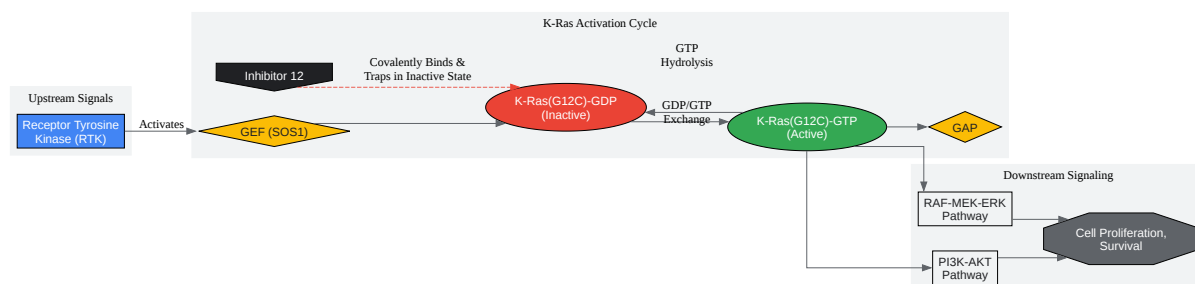 K-Ras Activation Cycle
Inhibitor 12
Covalently Binds &
Traps in Inactive State
GTP
Hydrolysis
Upstream Signals
Receptor Tyrosine
Kinase (RTK)
Activates
GEF (SOS1)
K-Ras(G12C)-GDP
(Inactive)
GDP/GTP
Exchange
K-Ras(G12C)-GTP
(Active)
GAP
Downstream Signaling
RAF-MEK-ERK
Pathway
PI3K-AKT
Pathway
Cell Proliferation,
Survival